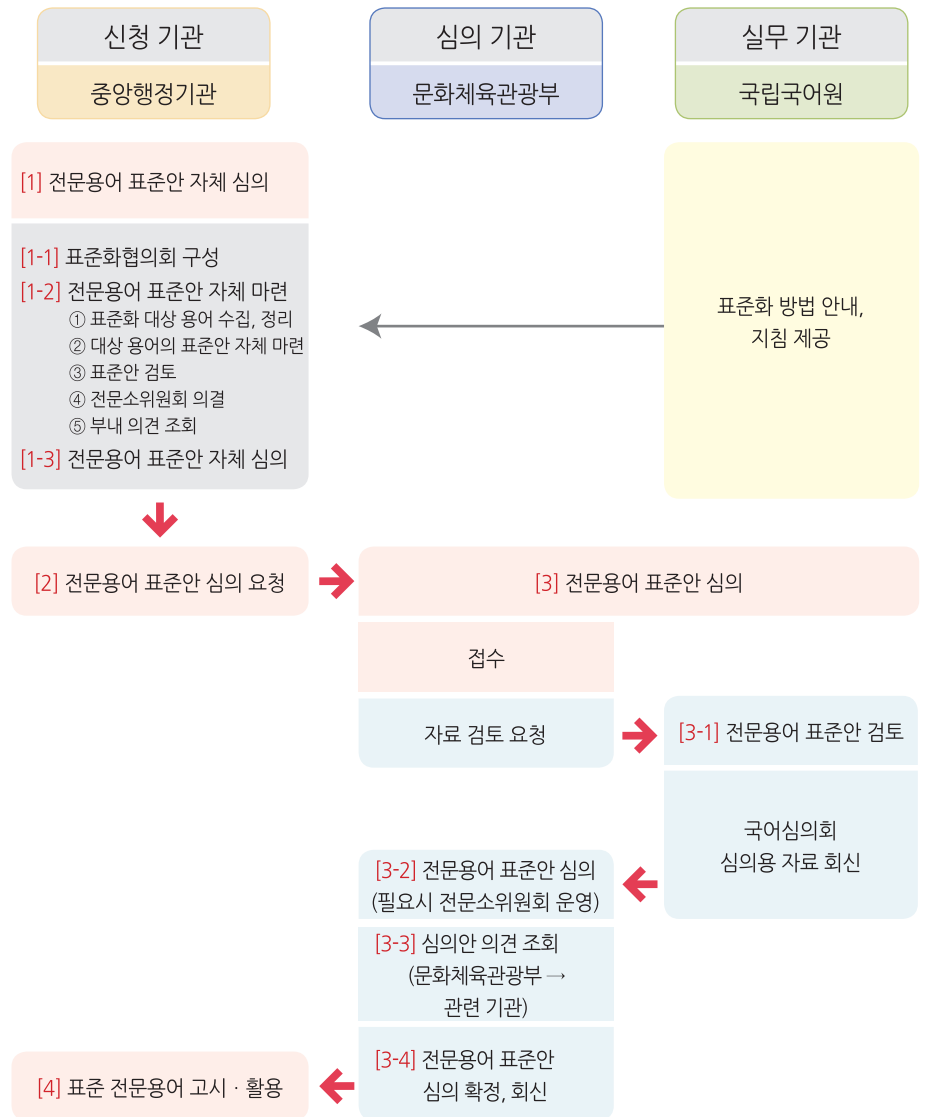 신청 기관
중앙행정기관
심의 기관
문화체육관광부
실무 기관
국립국어원
[1] 전문용어 표준안 자체 심의
[1-1] 표준화협의회 구성
[1-2] 전문용어 표준안 자체 마련
① 표준화 대상 용어 수집, 정리
② 대상 용어의 표준안 자체 마련
③ 표준안 검토
④ 전문소위원회 의결
⑤ 부내 의견 조회
[1-3] 전문용어 표준안 자체 심의
표준화 방법 안내,
지침 제공
[2] 전문용어 표준안 심의 요청
[3] 전문용어 표준안 심의
접수
자료 검토 요청
[3-1] 전문용어 표준안 검토
국어심의회
심의용 자료 회신
[3-2] 전문용어 표준안 심의
(필요시 전문소위원회 운영)
[3-3] 심의안 의견 조회
(문화체육관광부 →
관련 기관)
[3-4] 전문용어 표준안
심의 확정, 회신
[4] 표준 전문용어 고시 · 활용